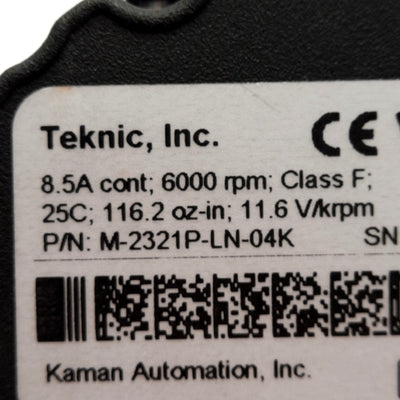 Teknic, Inc. CE
8.5A cont; 6000 rpm; Class F;
25C; 116.2 oz-in; 11.6 V/krpm
P/N: M-2321P-LN-04K SN
Kaman Automation, Inc.